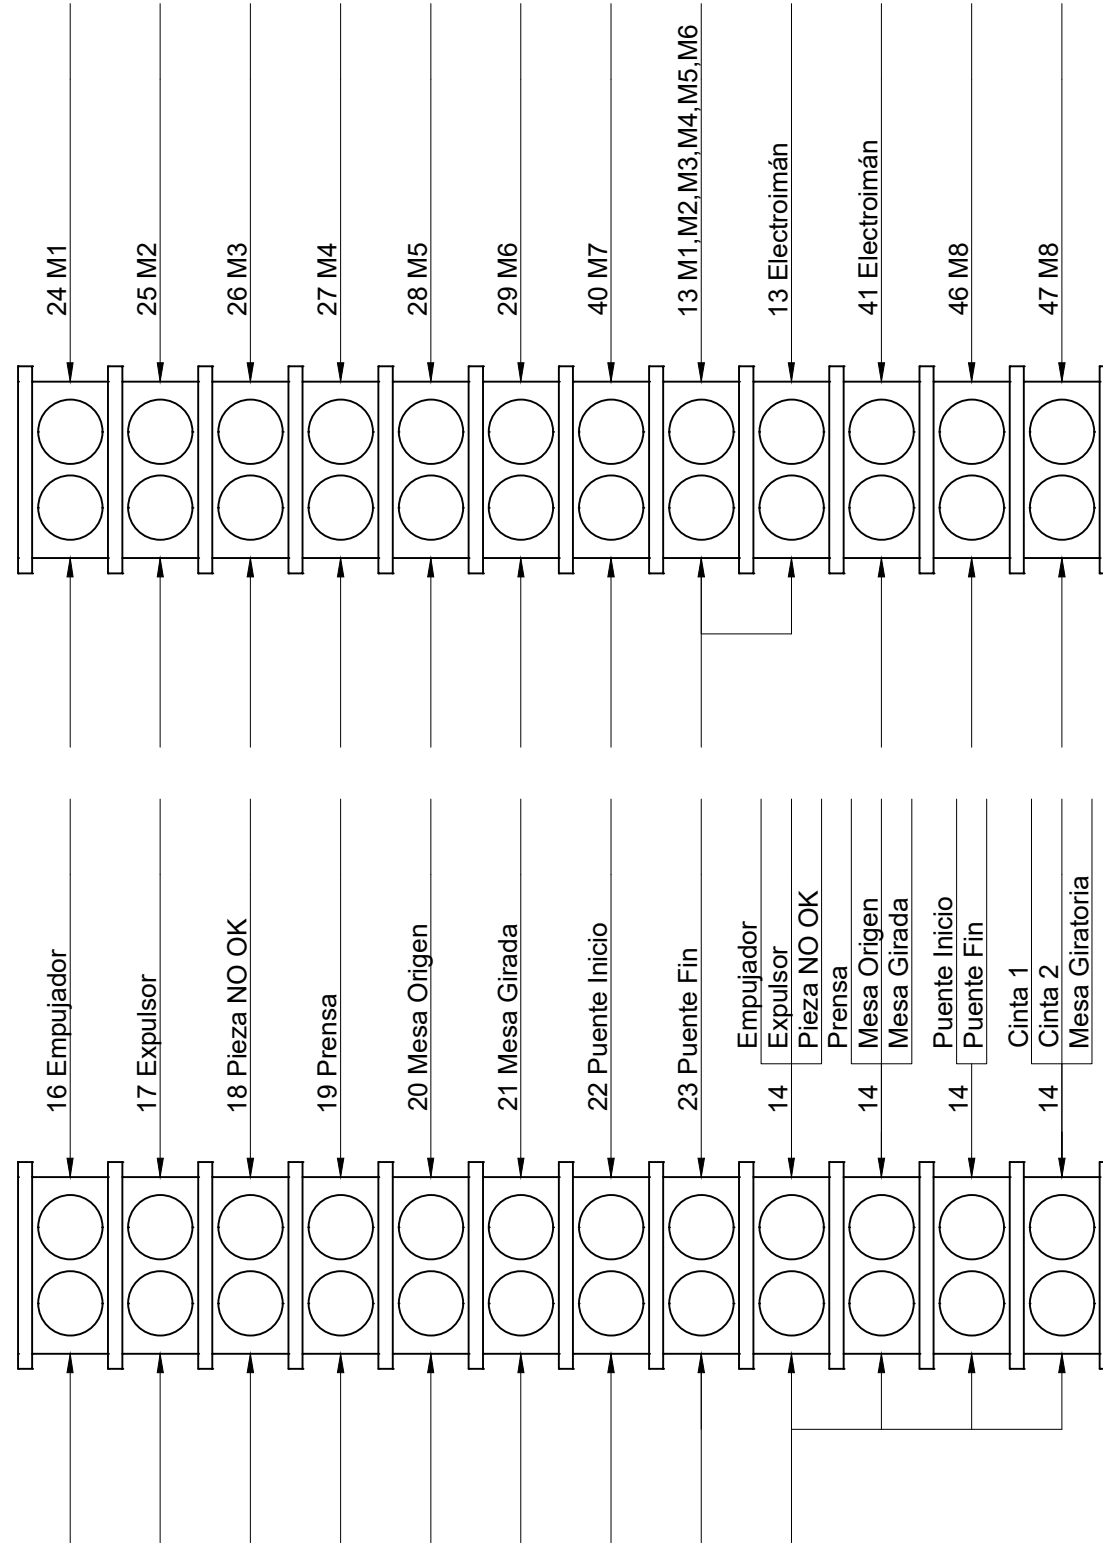 24 M1
25 M2
26 M3
27 M4
28 M5
29 M6
40 M7
13 M1,M2,M3,M4,M5,M6
13 Electroimán
41 Electroimán
46 M8
47 M8
16 Empujador
17 Expulsor
18 Pieza NO OK
19 Prensa
20 Mesa Origen
21 Mesa Girada
22 Puente Inicio
23 Puente Fin
Empujador
14 Expulsor
Pieza NO OK
Prensa
14 Mesa Origen
Mesa Girada
Puente Inicio
14 Puente Fin
Cinta 1
14 Cinta 2
Mesa Giratoria